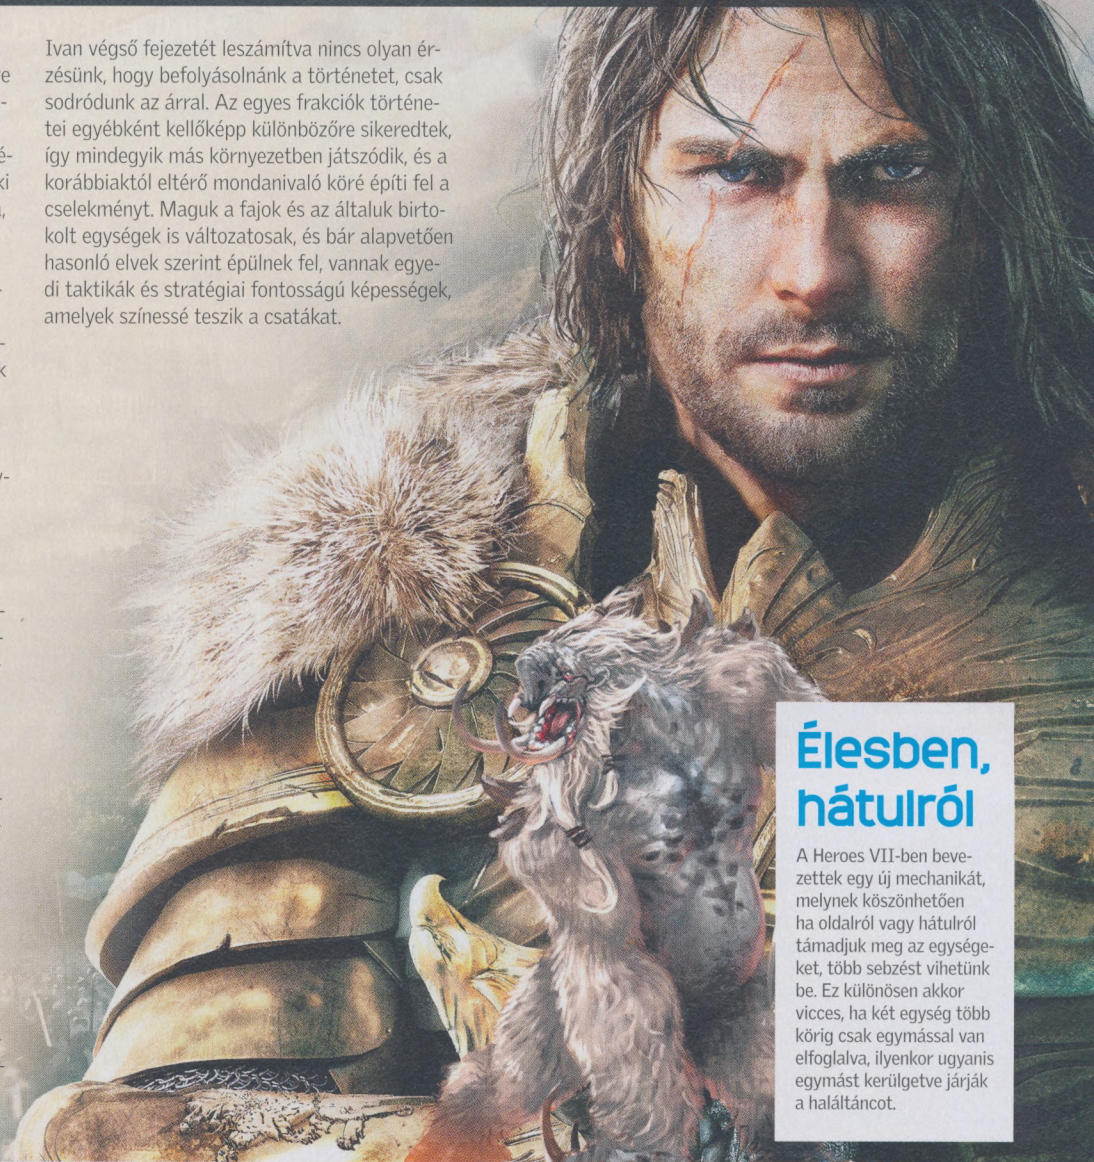 Ivan végső fejezetét leszámítva nincs olyan ér-
zésünk, hogy befolyásolnánk a történetet, csak
sodródunk az árral. Az egyes frakciók történe-
tei egyébként kellőképp különbözőre sikeredtek,
így mindegyik más környezetben játszódik, és a
korábbiaktól eltérő mondanivaló köré építi fel a
cselekményt. Maguk a fajok és az általuk birto-
kolt egységek is változatosak, és bár alapvetően
hasonló elvek szerint épülnek fel, vannak egye-
di taktikák és stratégiai fontosságú képességek,
amelyek színessé teszik a csatákat.
Élesben,
hátulról
A Heroes VII-ben beve-
zettek egy új mechanikát,
melynek köszönhetően
ha oldalról vagy hátulról
támadjuk meg az egysége-
ket, több sebzést vihetünk
be. Ez különösen akkor
vicces, ha két egység több
körig csak egymással van
elfoglalva, ilyenkor ugyanis
egymást kerülgetve járják
a haláltáncot.